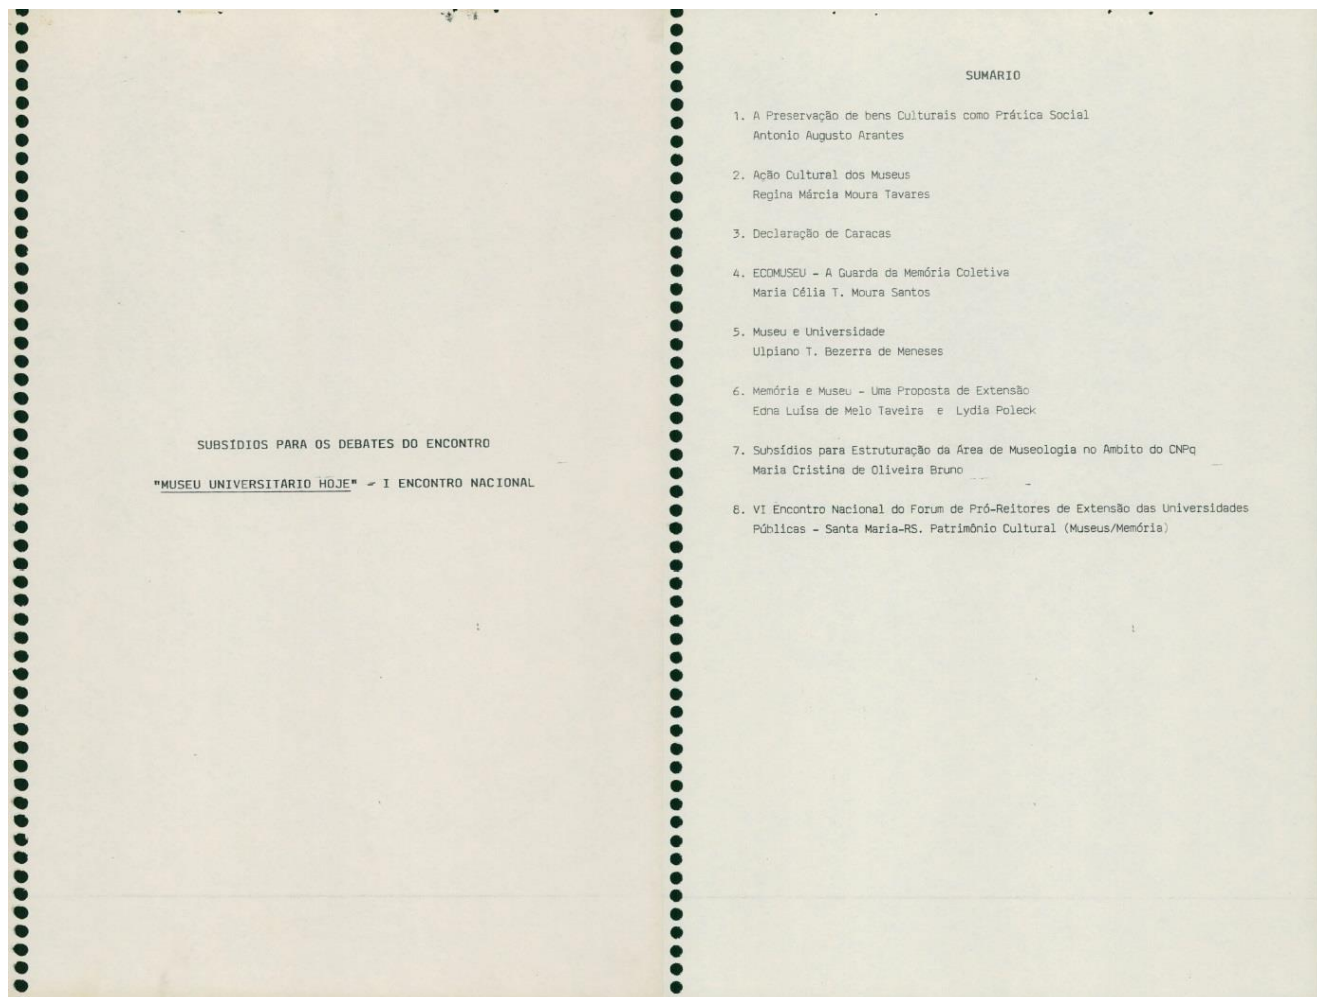 SUBSÍDIOS PARA OS DEBATES DO ENCONTRO
"MUSEU UNIVERSITÁRIO HOJE" - I ENCONTRO NACIONAL
SUMÁRIO
1. A Preservação de bens Culturais como Prática Social
Antonio Augusto Arantes
2. Ação Cultural dos Museus
Regina Márcia Moura Tavares
3. Declaração de Caracas
4. ECOMUSEU - A Guarda da Memória Coletiva
Maria Célia T. Moura Santos
5. Museu e Universidade
Ulpiano T. Bezerra de Meneses
6. Memória e Museu - Uma Proposta de Extensão
Edna Luísa de Melo Taveira e Lydia Poleck
7. Subsídios para Estruturação da Área de Museologia no Ambito do CNPq
Maria Cristina de Oliveira Bruno
8. VI Encontro Nacional do Forum de Pró-Reitores de Extensão das Universidades
Públicas - Santa Maria-RS. Patrimônio Cultural (Museus/Memória)